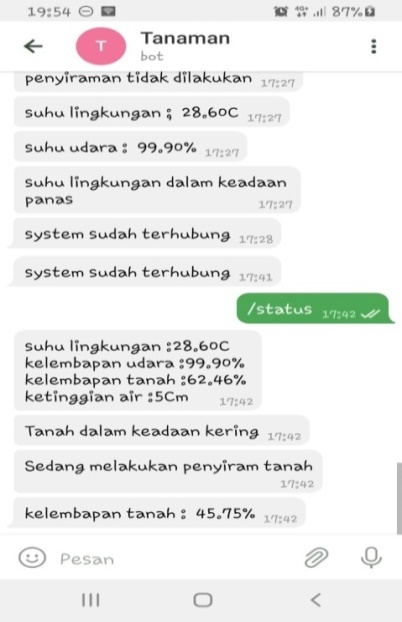 19:54 87%
Tanaman
T
bot
penyiraman tidak dilakukan 17:27
suhu lingkungan ; 28.60C 17:27
suhu udara : 99.90% 17:27
suhu lingkungan dalam keadaan
panas 17:27
system sudah terhubung 17:28
system sudah terhubung 17:41
/status 17:42
suhu lingkungan :28.60C
kelembapan udara :99.90%
kelembapan tanah :62.46%
ketinggian air :5Cm 17:42
Tanah dalam keadaan kering 17:42
Sedang melakukan penyiram tanah
17:42
kelembapan tanah : 45.75% 17:42
Pesan